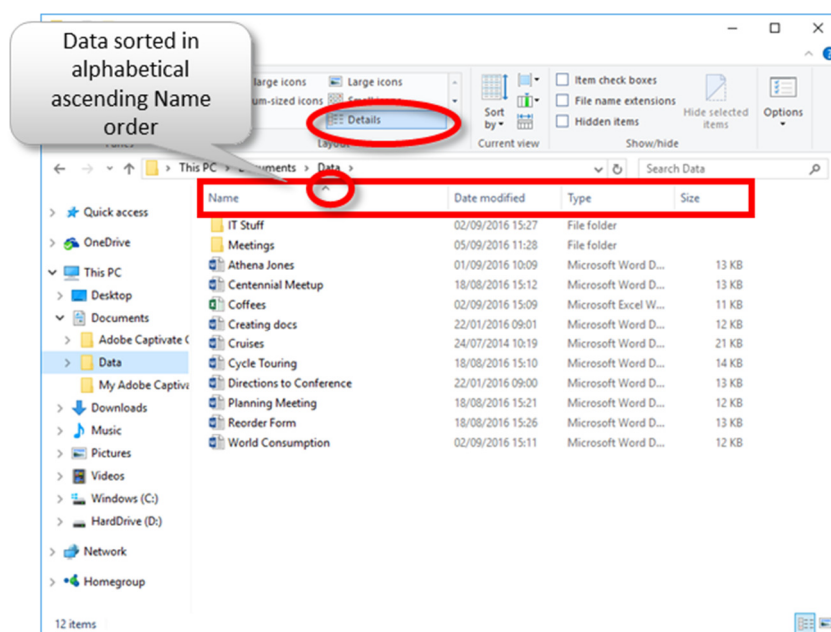 Data sorted in
alphabetical
ascending Name
order
large icons
Large icons
um-sized icons
Details
Sort
by
Current view
Item check boxes
File name extensions
Hidden items
Hide selected
items
Show/hide
Options
This PC > Documents > Data >
Search Data
Name Date modified Type Size
Quick access
OneDrive
This PC
Desktop
Documents
Adobe Captivate
Data
My Adobe Captiva
Downloads
Music
Pictures
Videos
Windows (C:)
HardDrive (D:)
Network
Homegroup
IT Stuff 02/09/2016 15:27 File folder
Meetings 05/09/2016 11:28 File folder
Athena Jones 01/09/2016 10:09 Microsoft Word D... 13 KB
Centennial Meetup 18/08/2016 15:12 Microsoft Word D... 13 KB
Coffees 02/09/2016 15:09 Microsoft Excel W... 11 KB
Creating docs 22/01/2016 09:01 Microsoft Word D... 12 KB
Cruises 24/07/2014 10:19 Microsoft Word D... 21 KB
Cycle Touring 18/08/2016 15:10 Microsoft Word D... 14 KB
Directions to Conference 22/01/2016 09:00 Microsoft Word D... 13 KB
Planning Meeting 18/08/2016 15:21 Microsoft Word D... 12 KB
Reorder Form 18/08/2016 15:26 Microsoft Word D... 13 KB
World Consumption 02/09/2016 15:11 Microsoft Word D... 12 KB
12 items